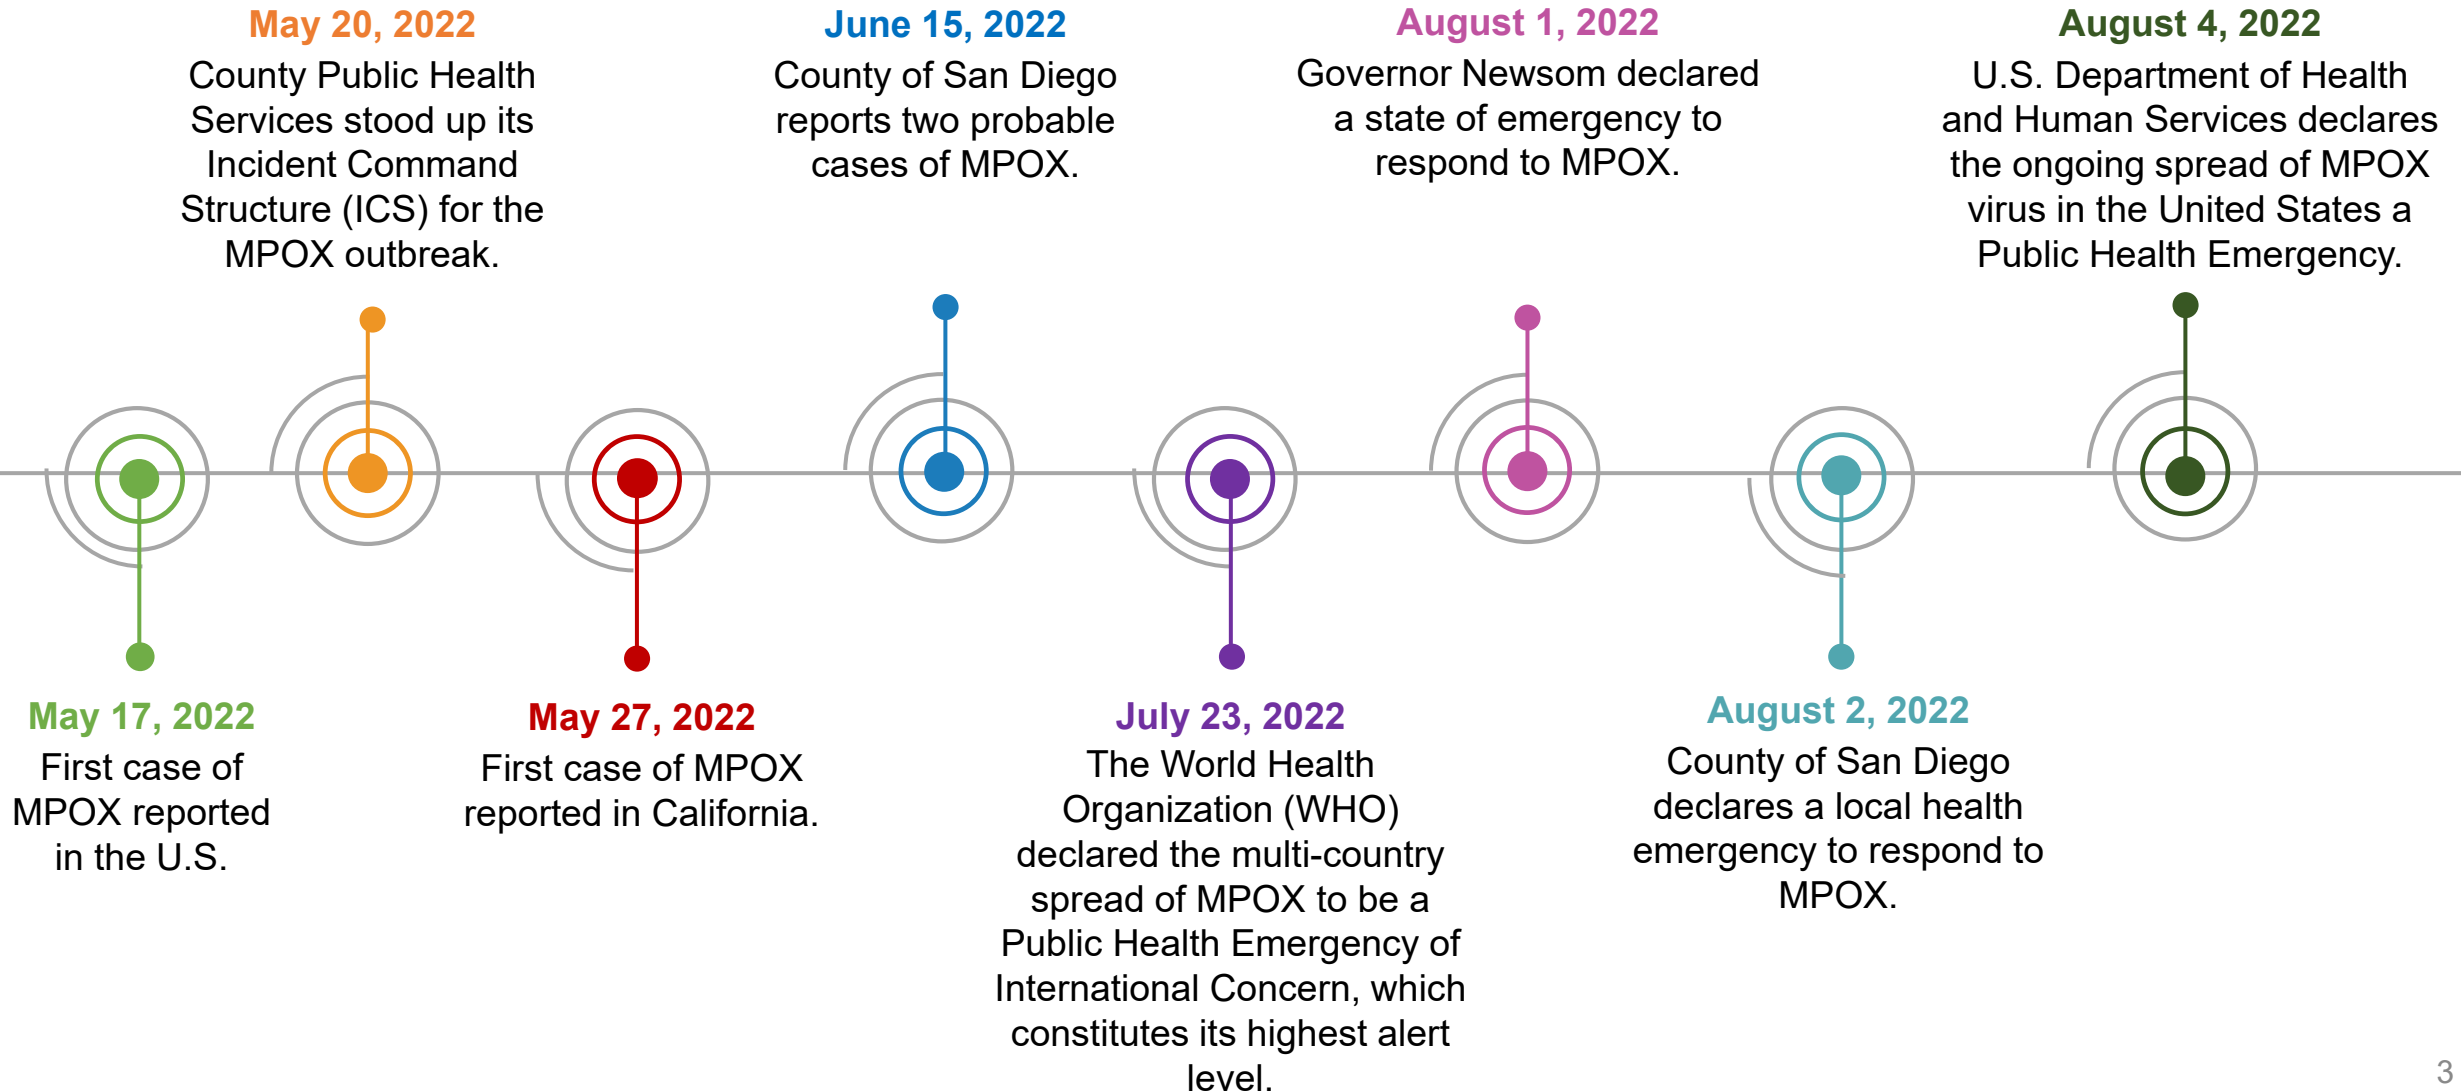 May 20, 2022
County Public Health
Services stood up its
Incident Command
Structure (ICS) for the
MPOX outbreak.
June 15, 2022
County of San Diego
reports two probable
cases of MPOX.
August 1, 2022
Governor Newsom declared
a state of emergency to
respond to MPOX.
August 4, 2022
U.S. Department of Health
and Human Services declares
the ongoing spread of MPOX
virus in the United States a
Public Health Emergency.
May 17, 2022
First case of
MPOX reported
in the U.S.
May 27, 2022
First case of MPOX
reported in California.
July 23, 2022
The World Health
Organization (WHO)
declared the multi-country
spread of MPOX to be a
Public Health Emergency of
International Concern, which
constitutes its highest alert
level.
August 2, 2022
County of San Diego
declares a local health
emergency to respond to
MPOX.
3